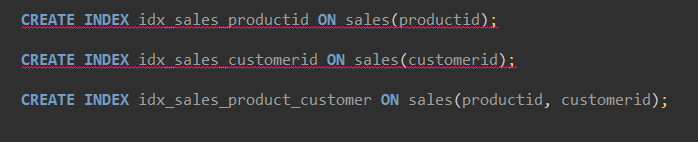 CREATE INDEX idx_sales_productid ON sales(productid);
CREATE INDEX idx_sales_customerid ON sales(customerid);
CREATE INDEX idx_sales_product_customer ON sales(productid, customerid);